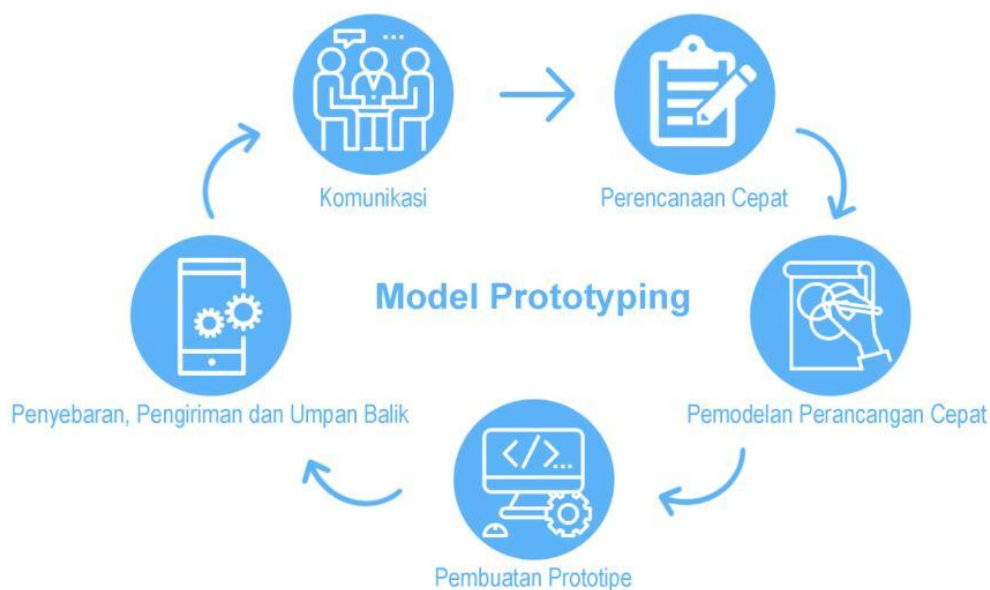 Komunikasi
Perencanaan Cepat
Model Prototyping
Penyebaran, Pengiriman dan Umpan Balik
Pemodelan Perancangan Cepat
</>...
Pembuatan Prototipe